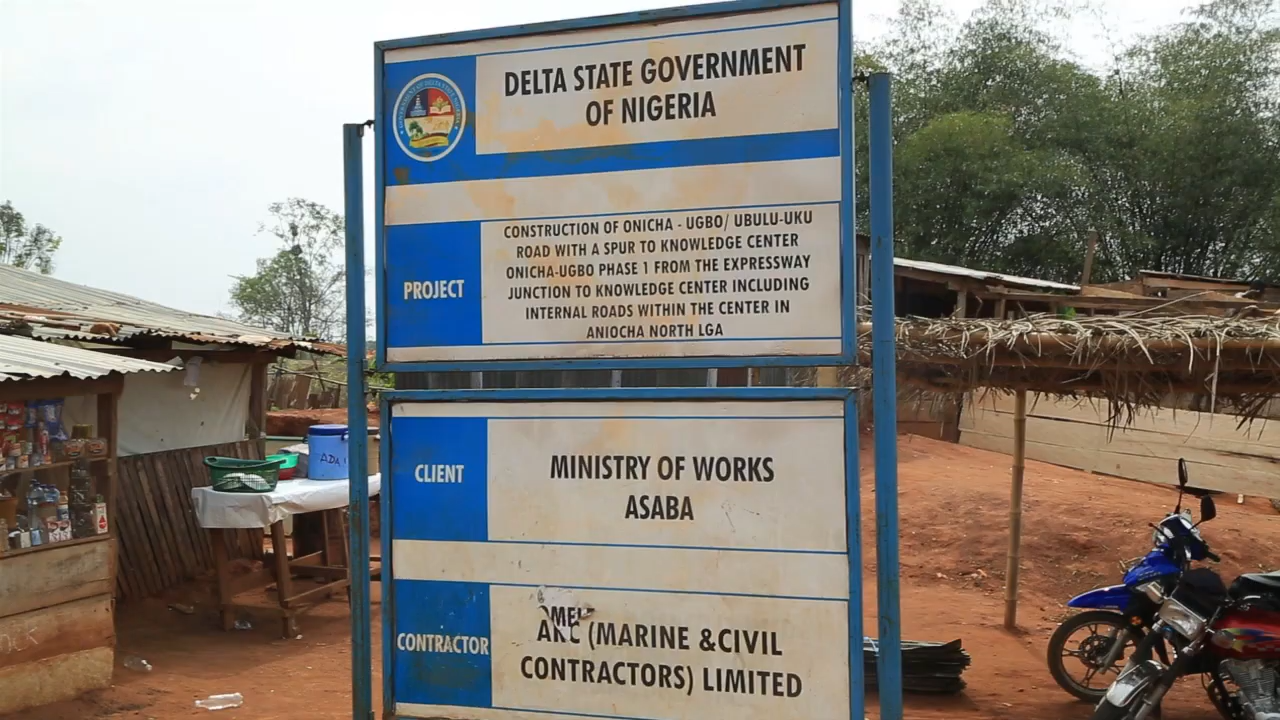 DELTA STATE GOVERNMENT
OF NIGERIA
PROJECT
CONSTRUCTION OF ONICHA - UGBO/ UBULU-UKU
ROAD WITH A SPUR TO KNOWLEDGE CENTER
ONICHA-UGBO PHASE 1 FROM THE EXPRESSWAY
JUNCTION TO KNOWLEDGE CENTER INCLUDING
INTERNAL ROADS WITHIN THE CENTER IN
ANIOCHA NORTH LGA
CLIENT
MINISTRY OF WORKS
ASABA
CONTRACTOR
(MARINE &CIVIL
CONTRACTORS) LIMITED